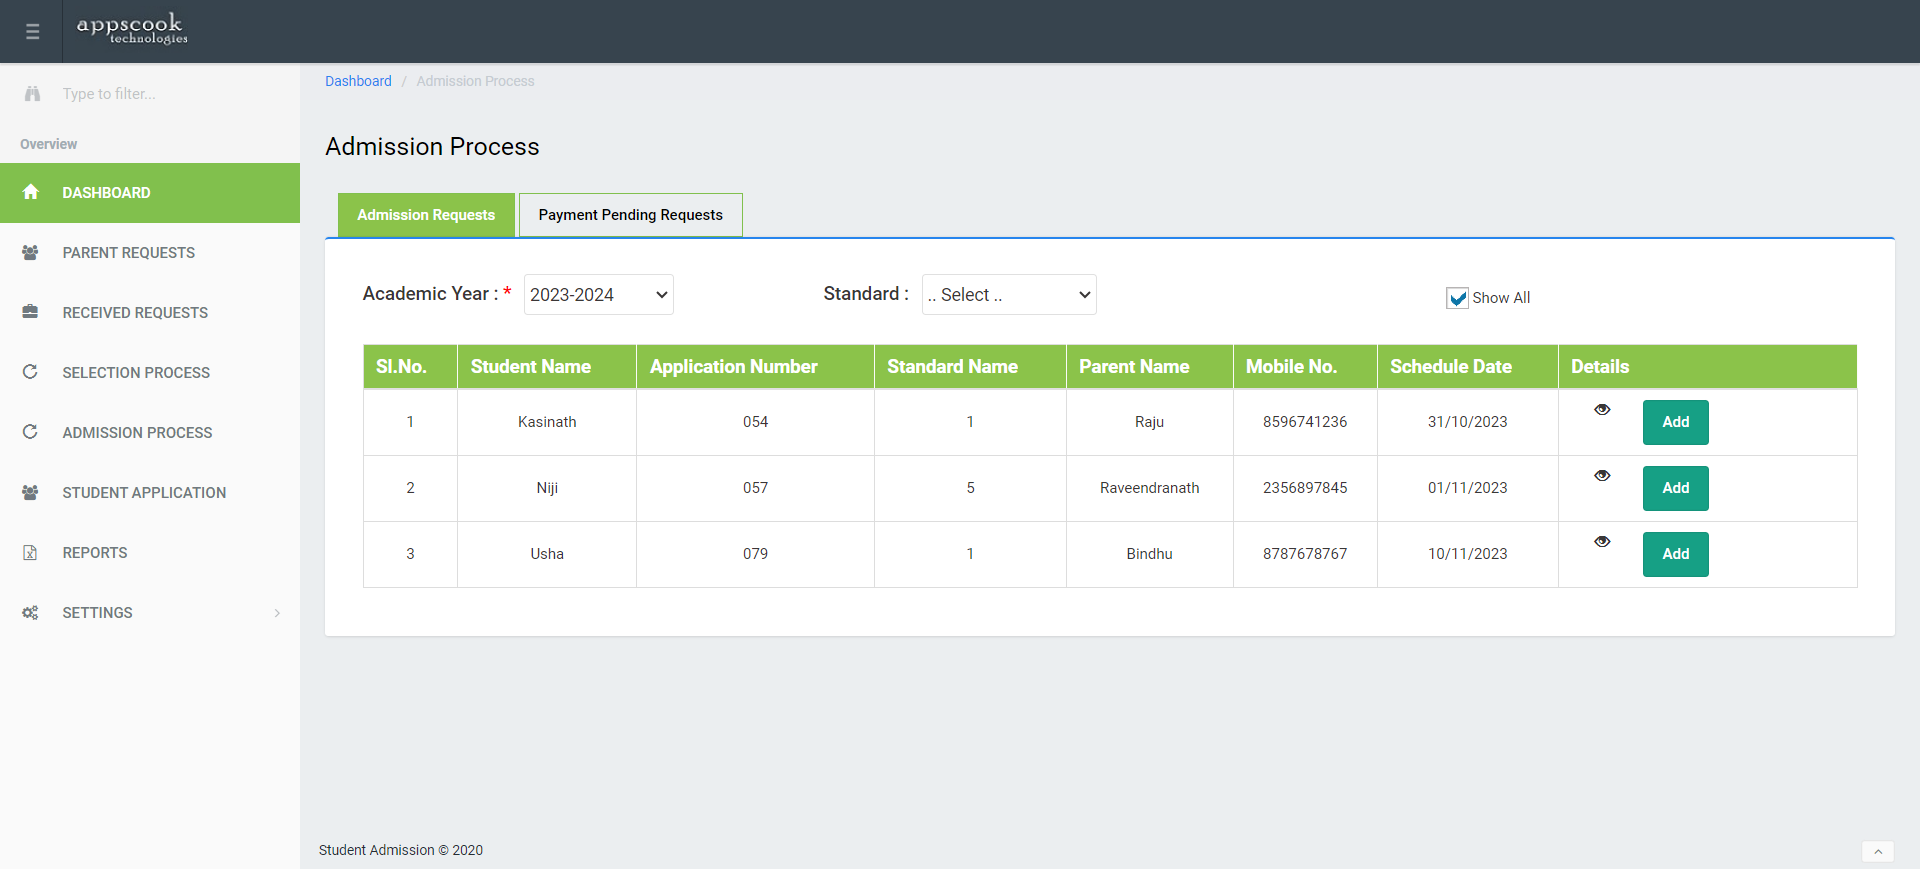 appscook
technologies
Type to filter...
Overview
DASHBOARD
PARENT REQUESTS
RECEIVED REQUESTS
SELECTION PROCESS
ADMISSION PROCESS
STUDENT APPLICATION
REPORTS
SETTINGS
Dashboard / Admission Process
Admission Process
Admission Requests Payment Pending Requests
Academic Year : * 2023-2024 Standard : .. Select .. Show All
Sl.No. Student Name Application Number Standard Name Parent Name Mobile No. Schedule Date Details
1 Kasinath 054 1 Raju 8596741236 31/10/2023 Add
2 Niji 057 5 Raveendranath 2356897845 01/11/2023 Add
3 Usha 079 1 Bindhu 8787678767 10/11/2023 Add
Student Admission © 2020